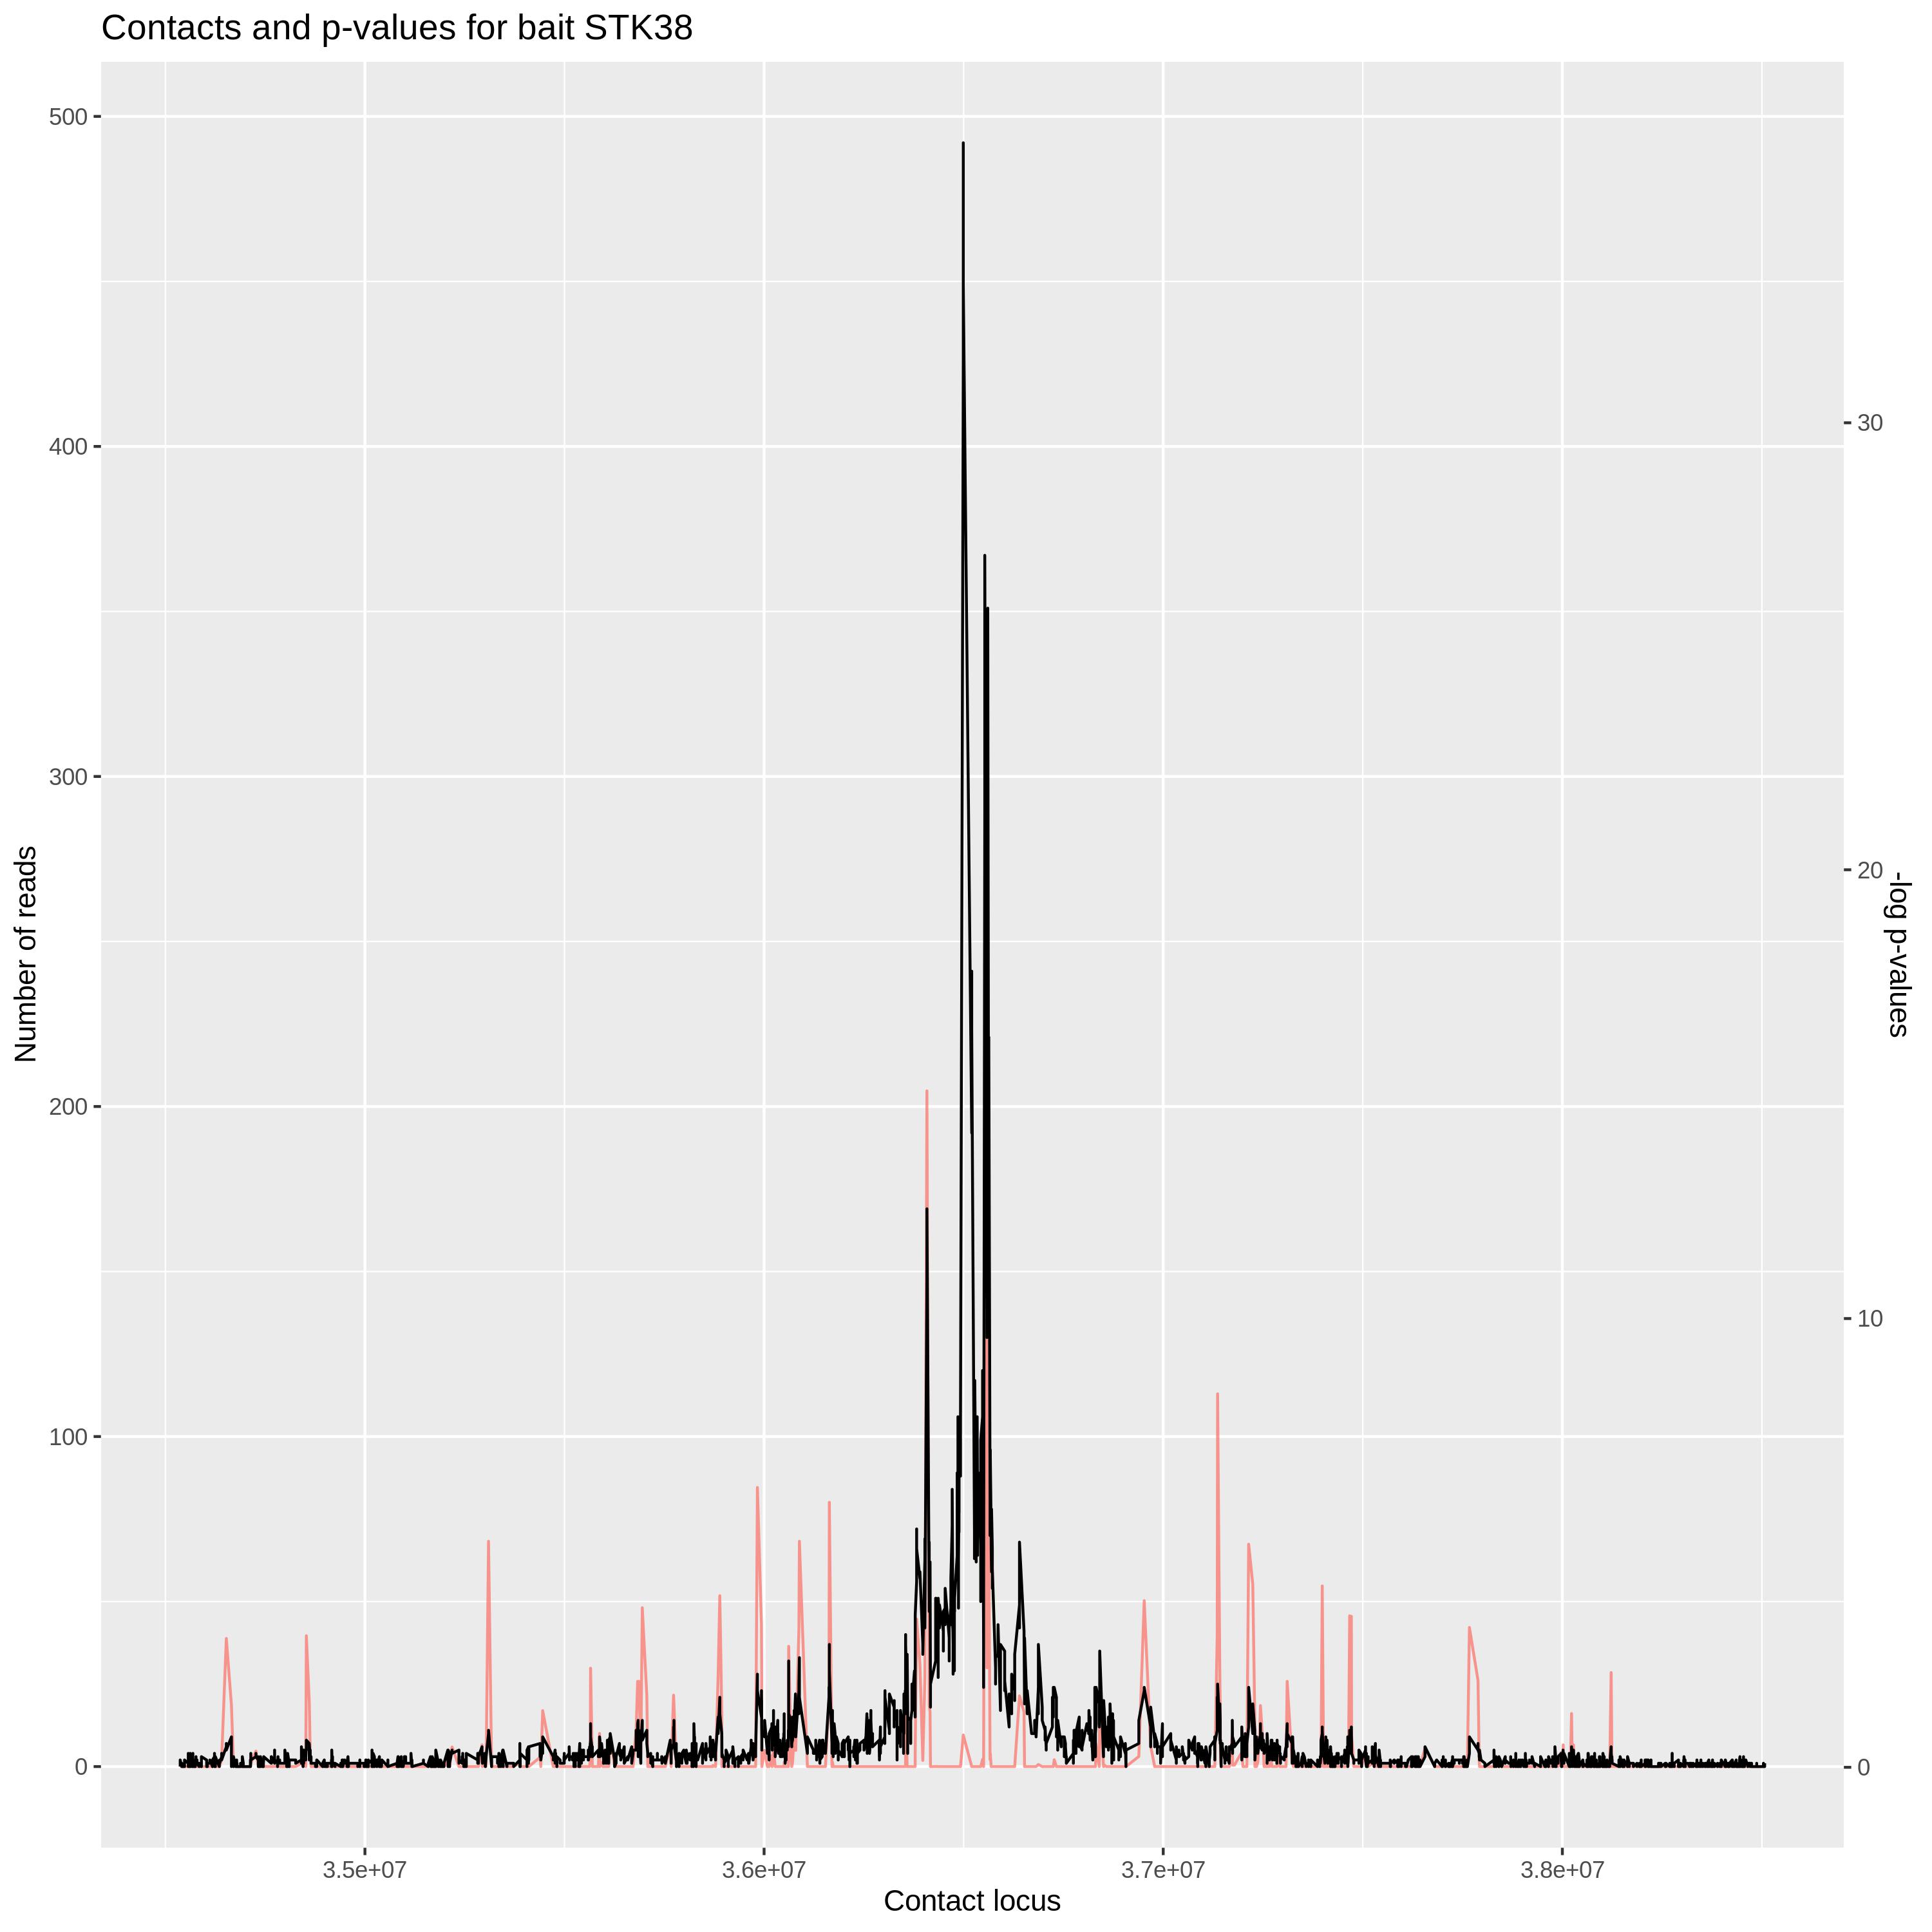 Contacts and p-values for bait STK38
500
400
300
200
100
0
30
20
10
0
Number of reads
-log p-values
3.5e+07
3.6e+07
3.7e+07
3.8e+07
Contact locus